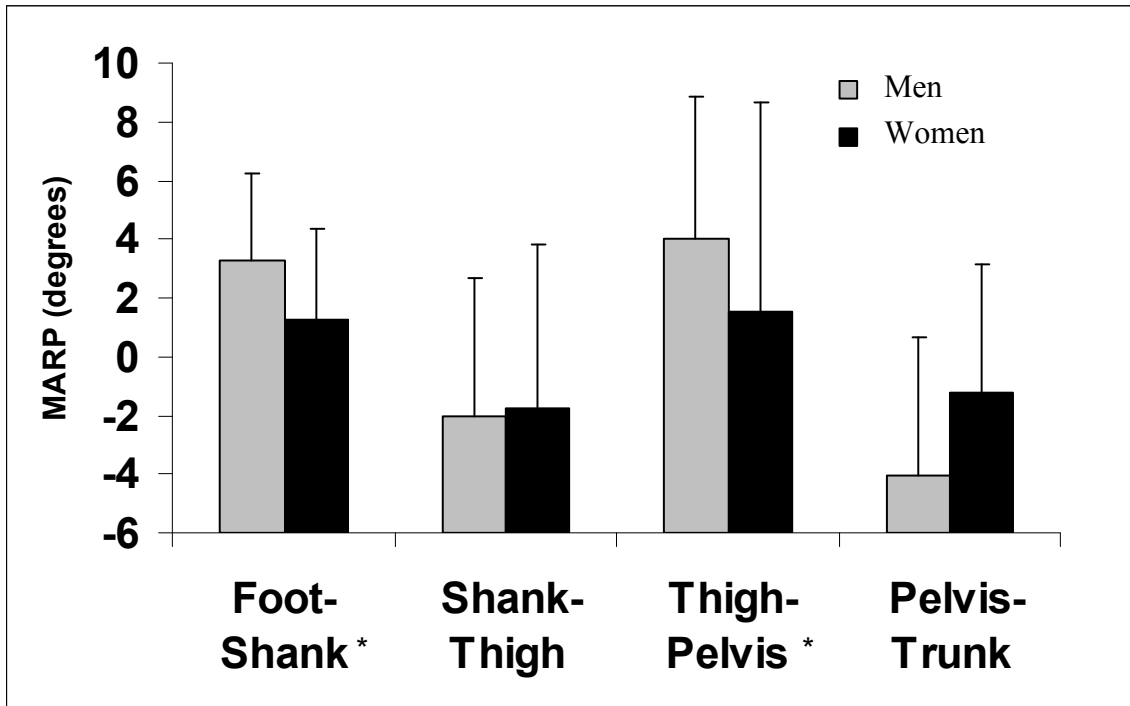 10
8
6
4
2
0
-2
-4
-6
MARP (degrees)
Men
Women
Foot-
Shank *
Shank-
Thigh
Thigh-
Pelvis *
Pelvis-
Trunk